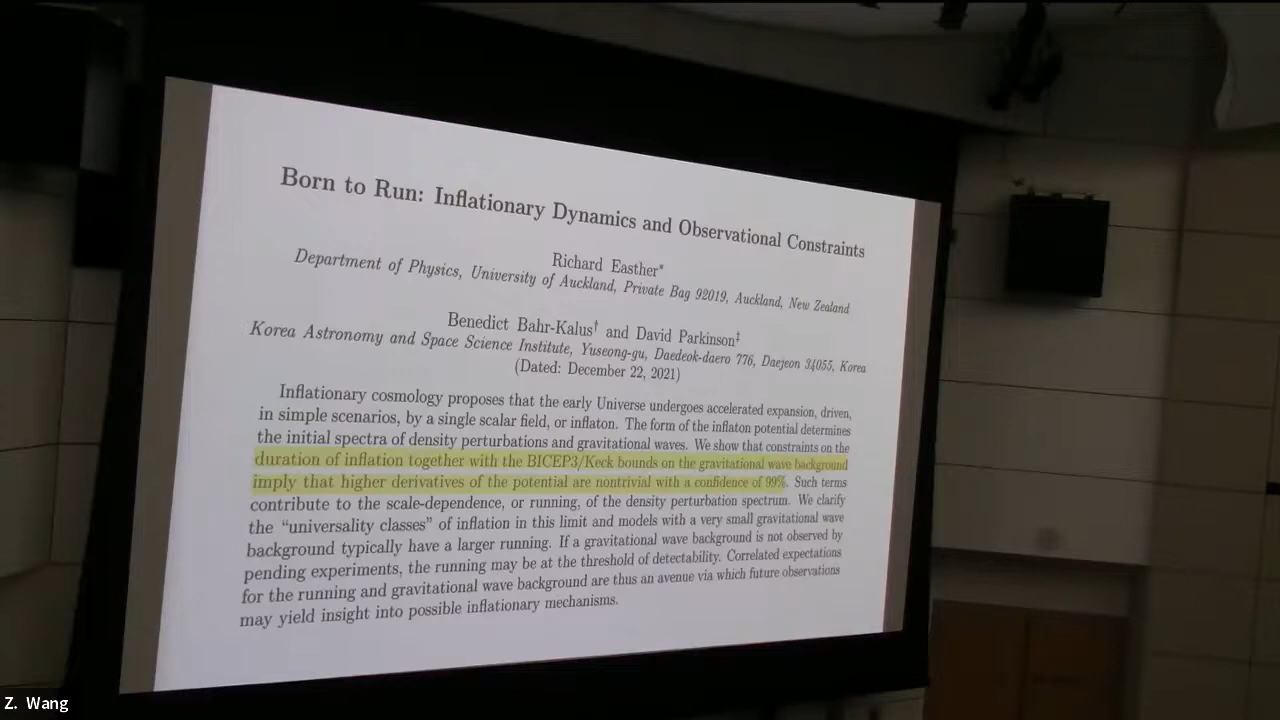 Born to Run: Inflationary Dynamics and Observational Constraints
Richard Easther*
Department of Physics, University of Auckland, Private Bag 92019, Auckland, New Zealand
Benedict Bahr-Kalus† and David Parkinson‡
Korea Astronomy and Space Science Institute, Yuseong-gu, Daedeok-daero 776, Daejeon 34055, Korea
(Dated: December 22, 2021)
Inflationary cosmology proposes that the early Universe undergoes accelerated expansion, driven,
in simple scenarios, by a single scalar field, or inflaton. The form of the inflaton potential determines
the initial spectra of density perturbations and gravitational waves. We show that constraints on the
duration of inflation together with the BICEP3/Keck bounds on the gravitational wave background
imply that higher derivatives of the potential are nontrivial with a confidence of 99%. Such terms
contribute to the scale-dependence, or running, of the density perturbation spectrum. We clarify
the “universality classes” of inflation in this limit and models with a very small gravitational wave
background typically have a larger running. If a gravitational wave background is not observed by
pending experiments, the running may be at the threshold of detectability. Correlated expectations
for the running and gravitational wave background are thus an avenue via which future observations
may yield insight into possible inflationary mechanisms.
Z. Wang